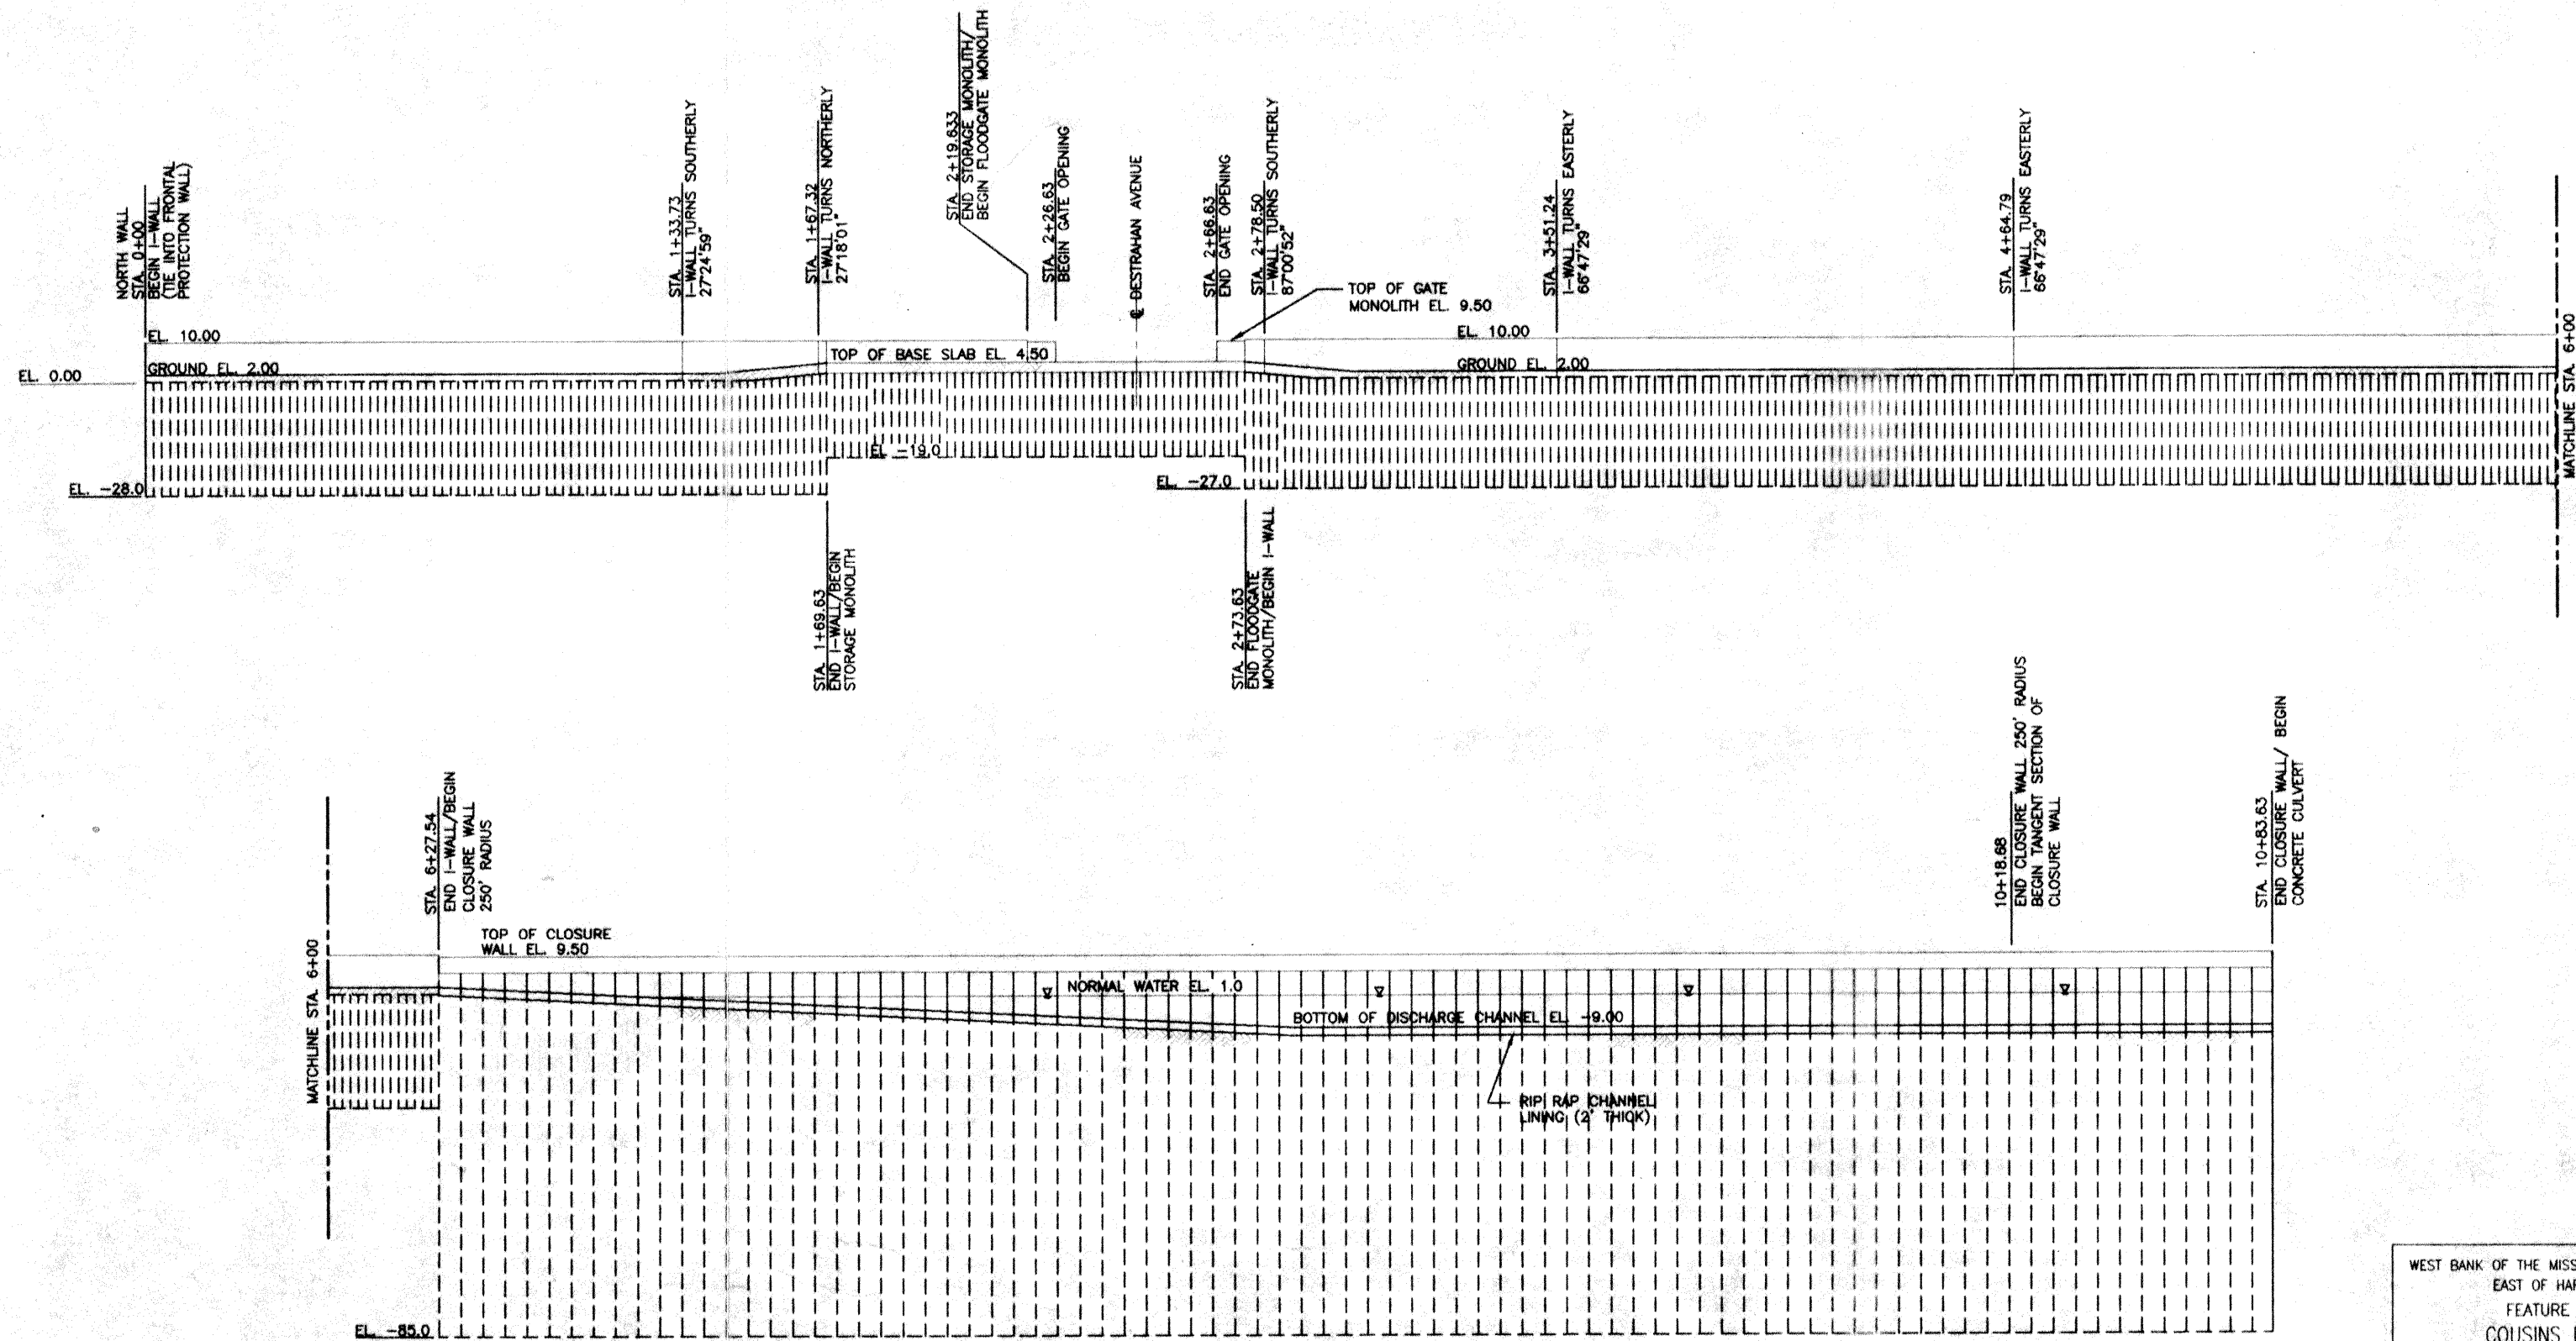 NORTH WALL
STA. 0+00
BEGIN I-WALL
(TIE INTO FRONTAL
PROTECTION WALL)
STA. 1+33.73
I-WALL TURNS SOUTHERLY
27°24'59"
STA. 1+67.32
I-WALL TURNS NORTHERLY
27°18'01"
STA. 2+19.633
END STORAGE MONOLITH/
BEGIN FLOODGATE MONOLITH
STA. 2+26.63
BEGIN GATE OPENING
℄ DESTRAHAN AVENUE
STA. 2+66.63
END GATE OPENING
STA. 2+78.50
I-WALL TURNS SOUTHERLY
87°00'52"
TOP OF GATE
MONOLITH EL. 9.50
STA. 3+51.24
I-WALL TURNS EASTERLY
66°47'29"
STA. 4+64.79
I-WALL TURNS EASTERLY
66°47'29"
MATCHLINE STA. 6+00
EL. 10.00
GROUND EL. 2.00
EL. 0.00
TOP OF BASE SLAB EL. 4.50
EL. 10.00
GROUND EL. 2.00
EL. -19.0
EL. -28.0
EL. -27.0
STA. 1+69.63
END I-WALL/BEGIN
STORAGE MONOLITH
STA. 2+73.63
END FLOODGATE
MONOLITH/BEGIN I-WALL
MATCHLINE STA. 6+00
STA. 6+27.54
END I-WALL/BEGIN
CLOSURE WALL
250' RADIUS
TOP OF CLOSURE
WALL EL. 9.50
NORMAL WATER EL. 1.0
BOTTOM OF DISCHARGE CHANNEL EL. -9.00
RIP RAP CHANNEL
LINING (2' THICK)
10+18.68
END CLOSURE WALL 250' RADIUS
BEGIN TANGENT SECTION OF
CLOSURE WALL
STA. 10+83.63
END CLOSURE WALL/ BEGIN
CONCRETE CULVERT
EL. -85.0
WEST BANK OF THE MISS
EAST OF HAR
FEATURE
COUSINS